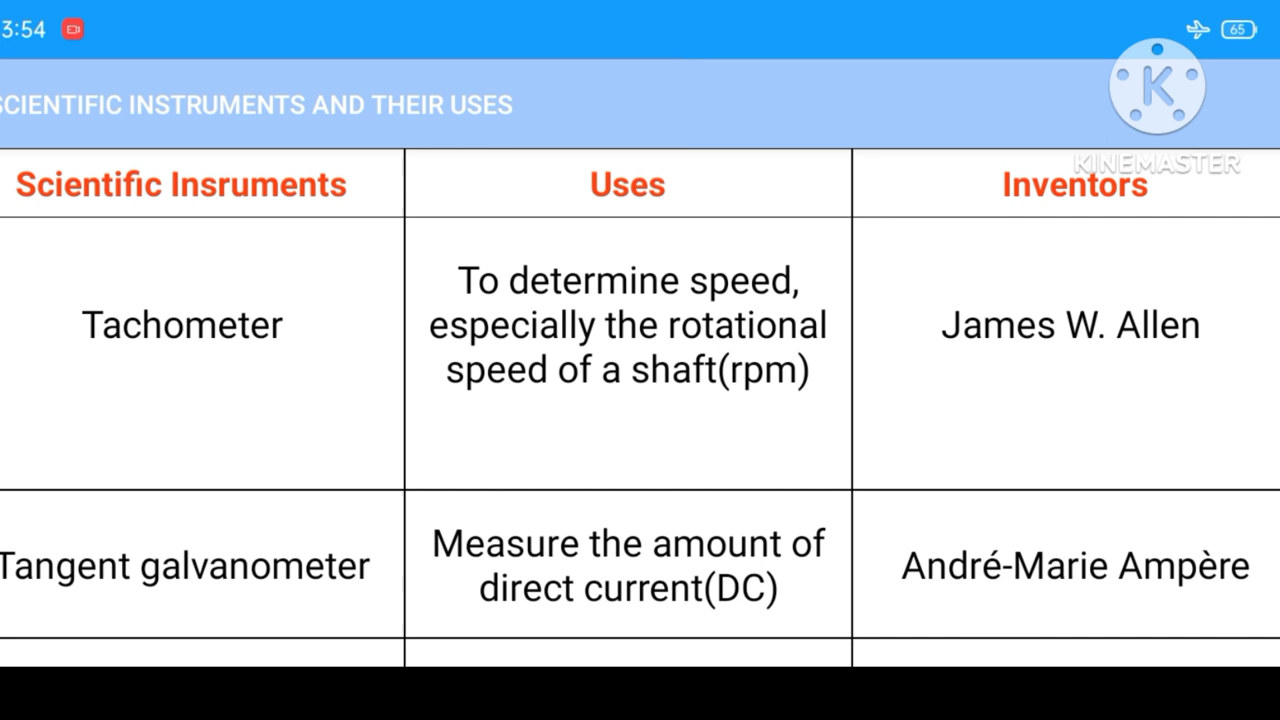 3:54
65
SCIENTIFIC INSTRUMENTS AND THEIR USES
K
KINEMASTER
Scientific Insruments
Uses
Inventors
Tachometer
To determine speed,
especially the rotational
speed of a shaft(rpm)
James W. Allen
Tangent galvanometer
Measure the amount of
direct current(DC)
André-Marie Ampère